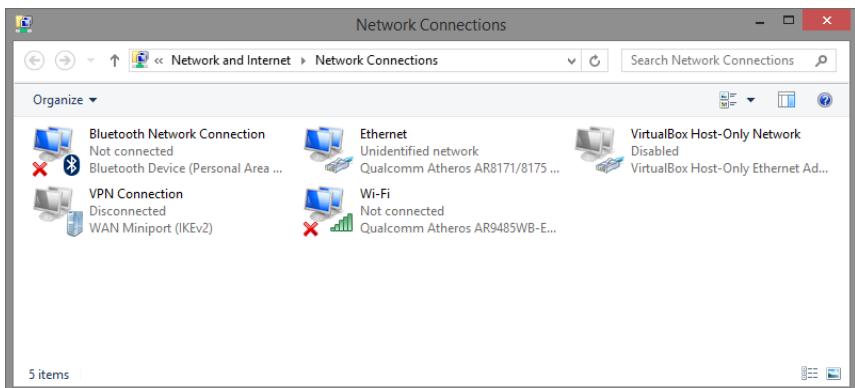 Network Connections
« Network and Internet ▸ Network Connections
Search Network Connections
Organize
Bluetooth Network Connection
Not connected
Bluetooth Device (Personal Area ...
Ethernet
Unidentified network
Qualcomm Atheros AR8171/8175 ...
VirtualBox Host-Only Network
Disabled
VirtualBox Host-Only Ethernet Ad...
VPN Connection
Disconnected
WAN Miniport (IKEv2)
Wi-Fi
Not connected
Qualcomm Atheros AR9485WB-E...
5 items